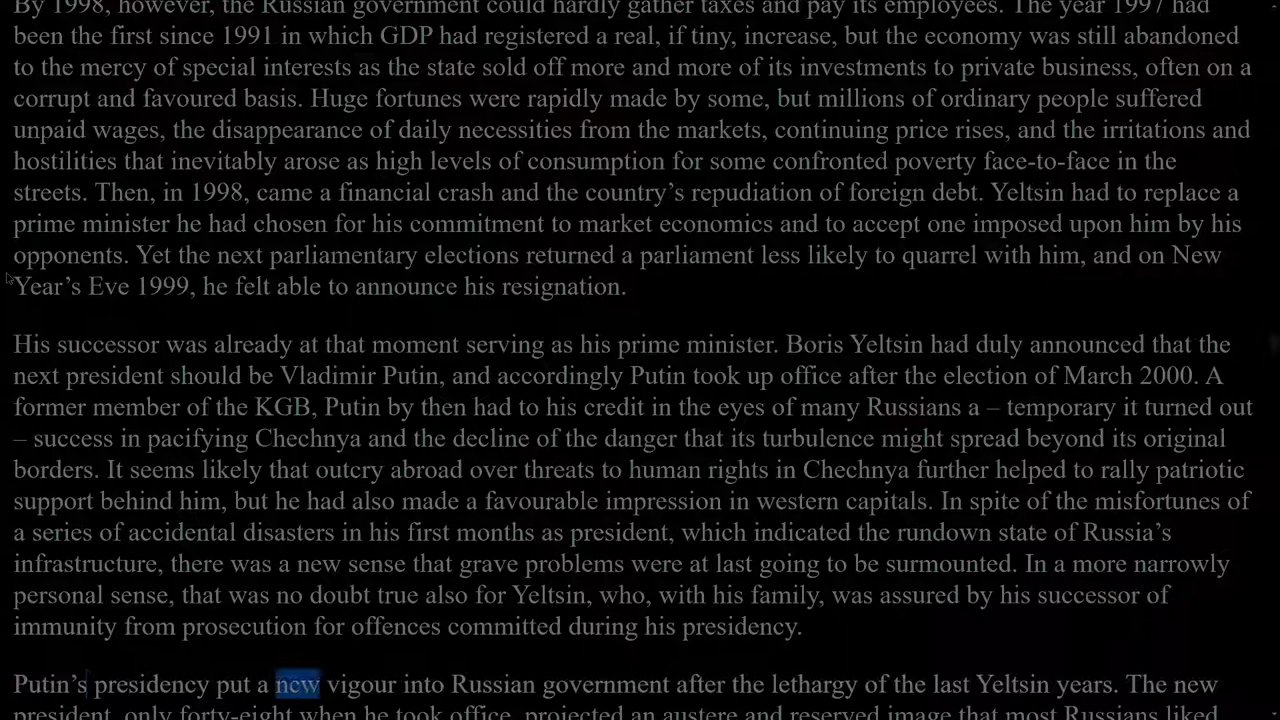 By 1998, however, the Russian government could hardly gather taxes and pay its employees. The year 1997 had
been the first since 1991 in which GDP had registered a real, if tiny, increase, but the economy was still abandoned
to the mercy of special interests as the state sold off more and more of its investments to private business, often on a
corrupt and favoured basis. Huge fortunes were rapidly made by some, but millions of ordinary people suffered
unpaid wages, the disappearance of daily necessities from the markets, continuing price rises, and the irritations and
hostilities that inevitably arose as high levels of consumption for some confronted poverty face-to-face in the
streets. Then, in 1998, came a financial crash and the country’s repudiation of foreign debt. Yeltsin had to replace a
prime minister he had chosen for his commitment to market economics and to accept one imposed upon him by his
opponents. Yet the next parliamentary elections returned a parliament less likely to quarrel with him, and on New
Year’s Eve 1999, he felt able to announce his resignation.
His successor was already at that moment serving as his prime minister. Boris Yeltsin had duly announced that the
next president should be Vladimir Putin, and accordingly Putin took up office after the election of March 2000. A
former member of the KGB, Putin by then had to his credit in the eyes of many Russians a – temporary it turned out
– success in pacifying Chechnya and the decline of the danger that its turbulence might spread beyond its original
borders. It seems likely that outcry abroad over threats to human rights in Chechnya further helped to rally patriotic
support behind him, but he had also made a favourable impression in western capitals. In spite of the misfortunes of
a series of accidental disasters in his first months as president, which indicated the rundown state of Russia’s
infrastructure, there was a new sense that grave problems were at last going to be surmounted. In a more narrowly
personal sense, that was no doubt true also for Yeltsin, who, with his family, was assured by his successor of
immunity from prosecution for offences committed during his presidency.
Putin’s presidency put a new vigour into Russian government after the lethargy of the last Yeltsin years. The new
president, only forty-eight when he took office, projected an austere and reserved image that most Russians liked